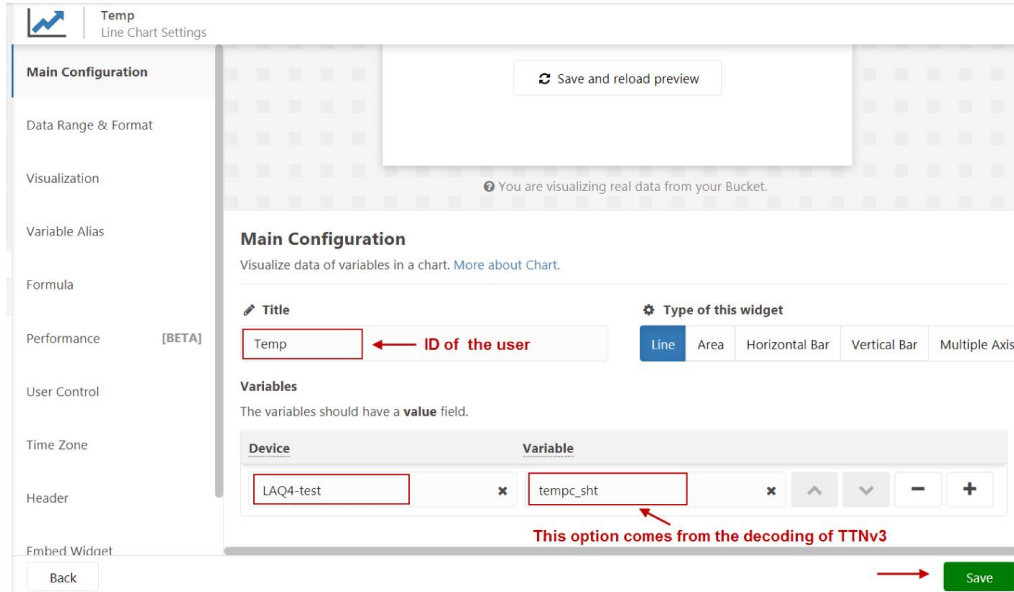 Temp
Line Chart Settings
Main Configuration
Data Range & Format
Visualization
Variable Alias
Formula
Performance [BETA]
User Control
Time Zone
Header
Embed Widget
Save and reload preview
You are visualizing real data from your Bucket.
Main Configuration
Visualize data of variables in a chart. More about Chart.
Title
Temp
ID of the user
Type of this widget
Line Area Horizontal Bar Vertical Bar Multiple Axis
Variables
The variables should have a value field.
Device Variable
LAQ4-test tempc_sht
This option comes from the decoding of TTNv3
Back
Save